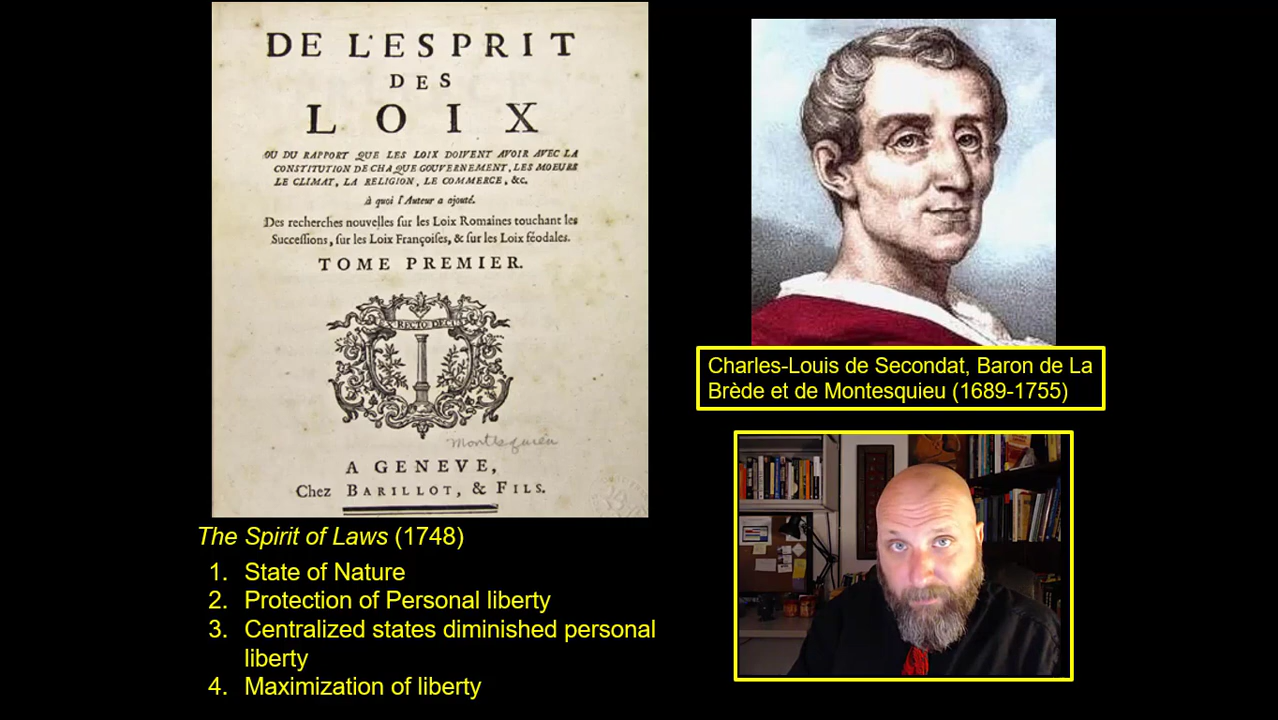 DE L'ESPRIT
DES
LOIX
OU DU RAPPORT QUE LES LOIX DOIVENT AVOIR AVEC LA
CONSTITUTION DE CHAQUE GOUVERNEMENT, LES MOEURS
LE CLIMAT, LA RELIGION, LE COMMERCE, &c.
à quoi l'Auteur a ajouté.
Des recherches nouvelles ſur les Loix Romaines touchant les
Succeſſions, ſur les Loix Françoiſes, & ſur les Loix féodales.
TOME PREMIER.
RECTO DECUS
Montesquieu
A GENEVE,
Chez BARILLOT, & FILS.
The Spirit of Laws (1748)
1. State of Nature
2. Protection of Personal liberty
3. Centralized states diminished personal
liberty
4. Maximization of liberty
Charles-Louis de Secondat, Baron de La
Brède et de Montesquieu (1689-1755)